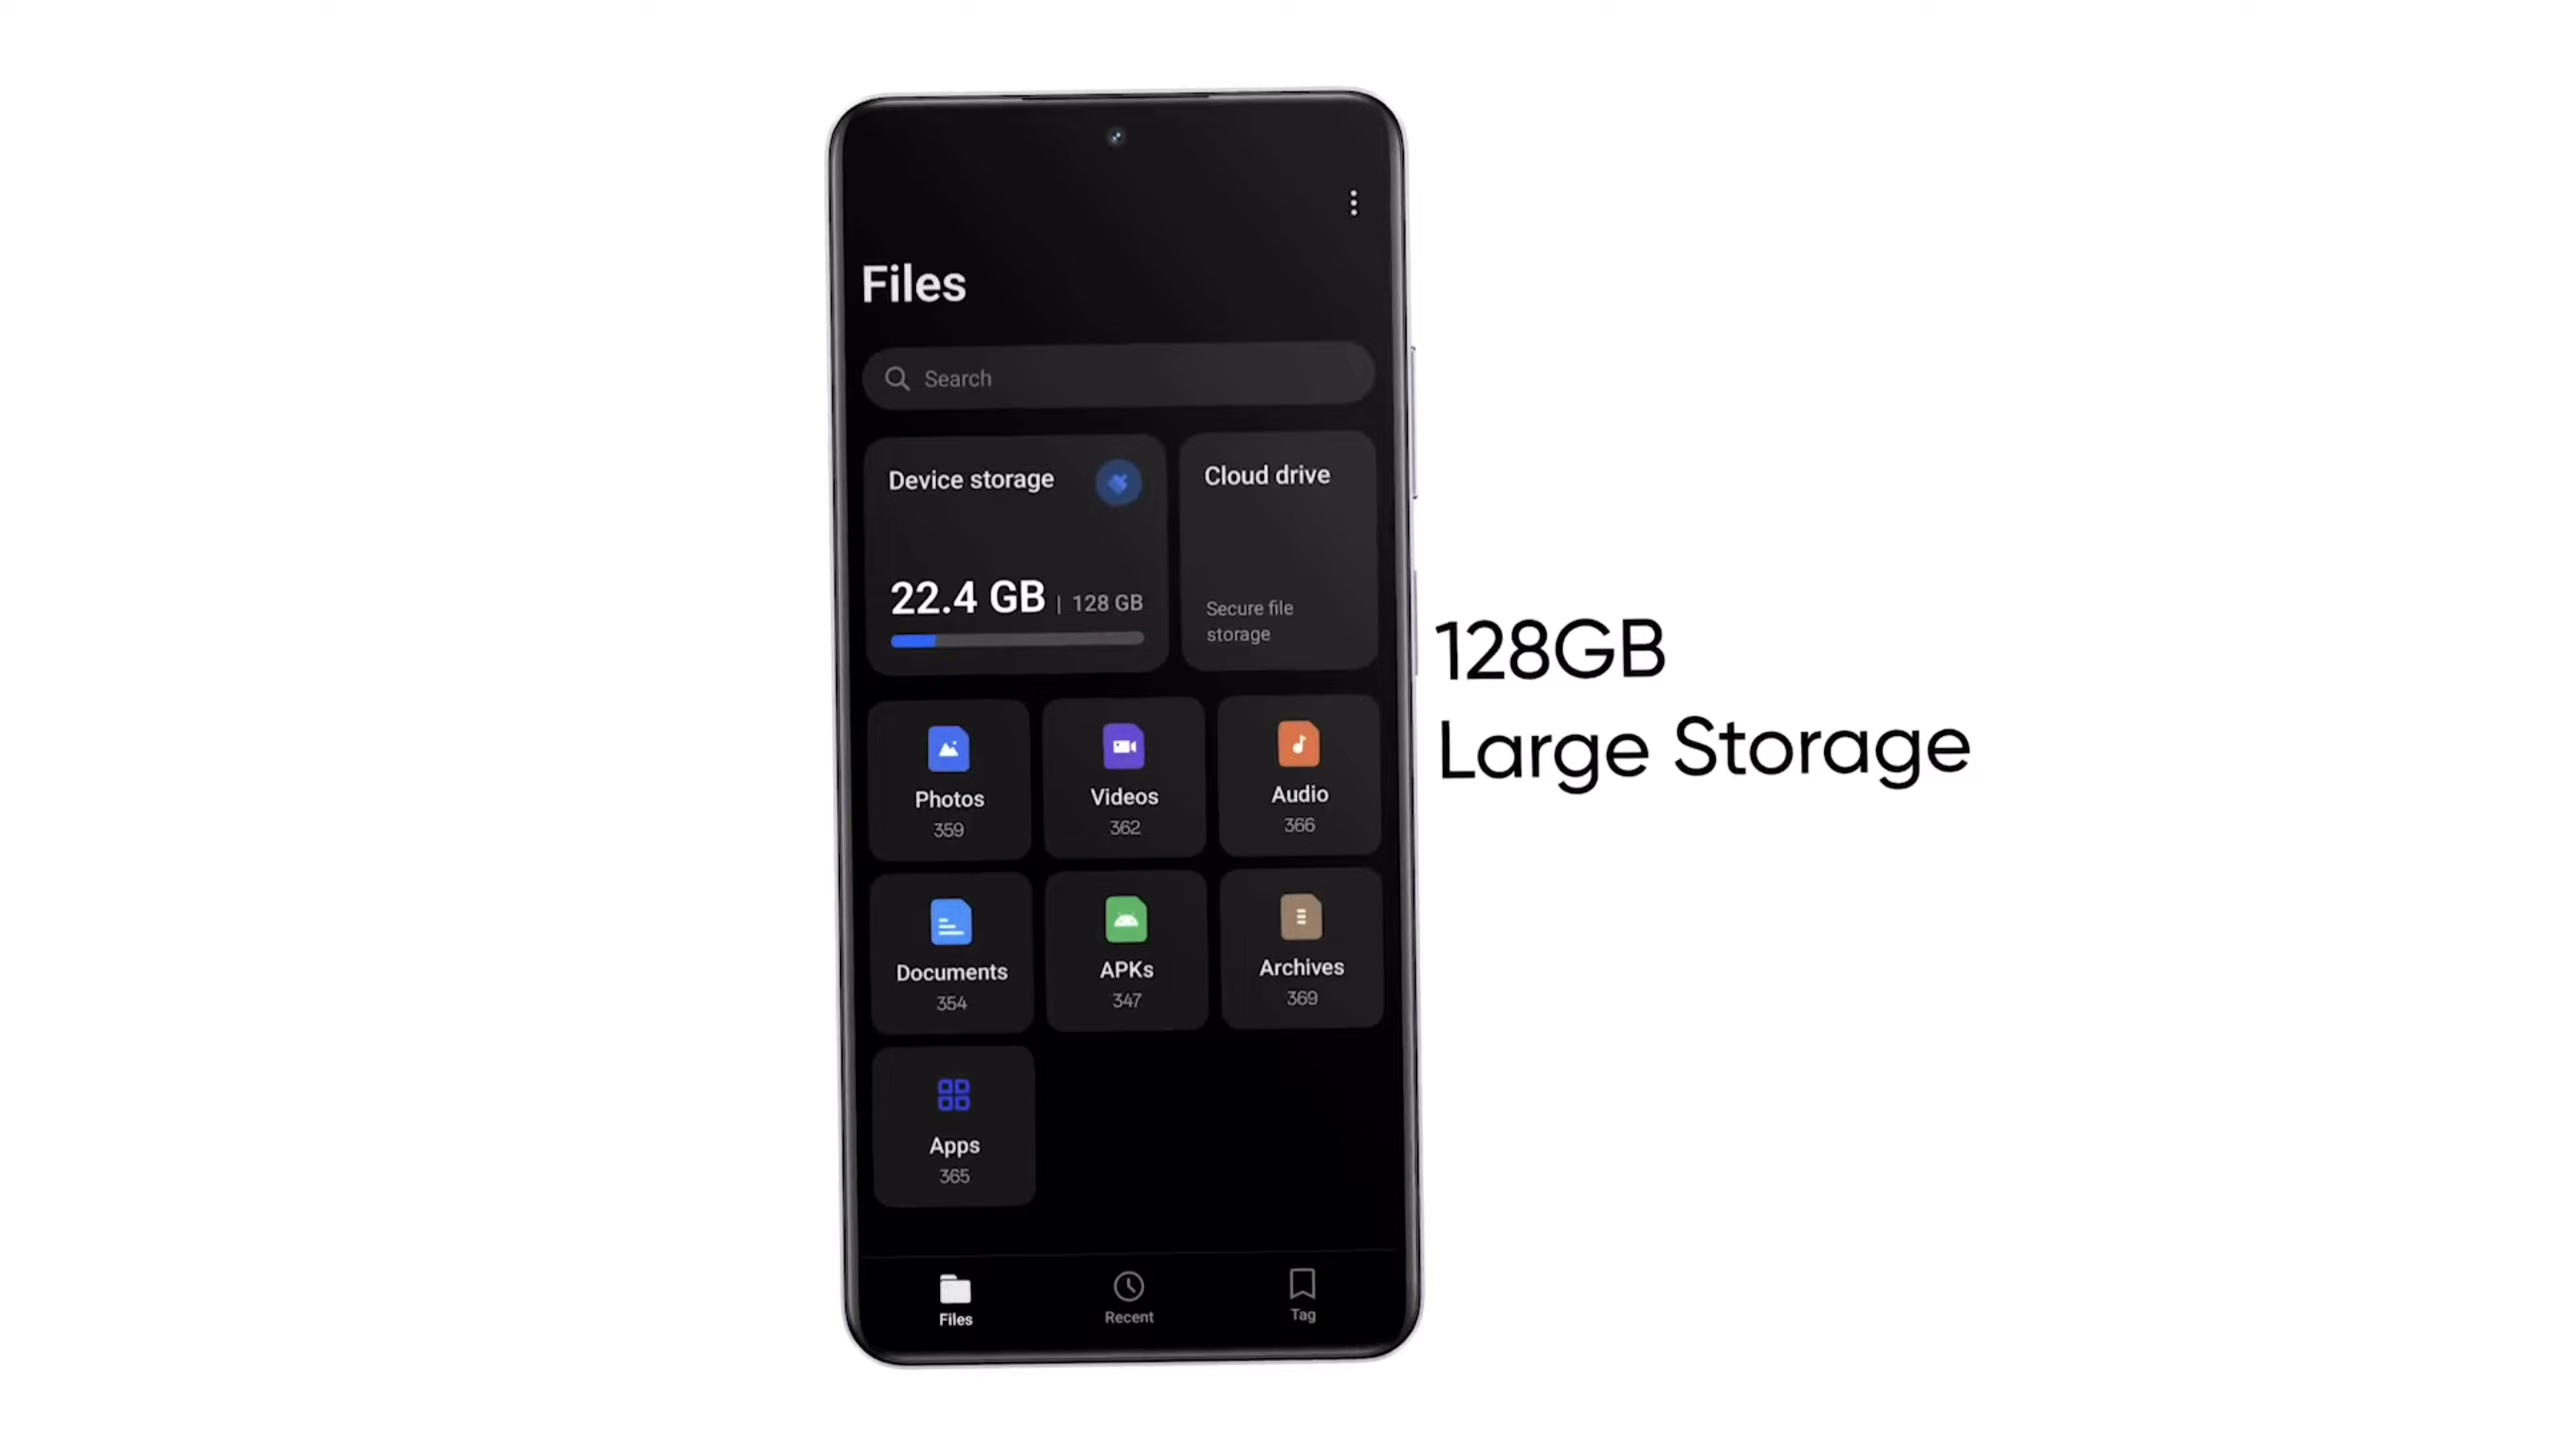 Files
Search
Device storage
Cloud drive
22.4 GB | 128 GB
Secure file
storage
128GB
Large Storage
Photos
359
Videos
362
Audio
366
Documents
354
APKs
347
Archives
369
Apps
365
Files
Recent
Tag